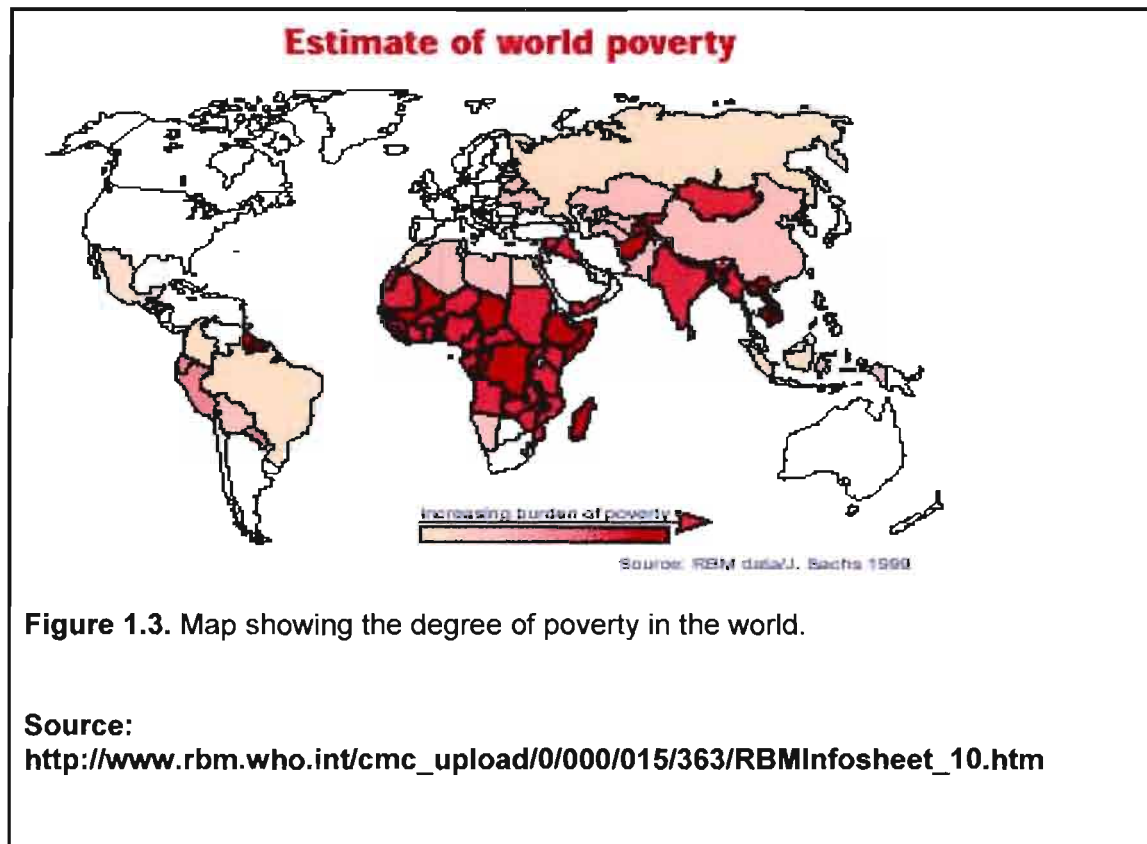 Estimate of world poverty
Increasing burden of poverty
Source: RBM data/J. Sachs 1999
Figure 1.3. Map showing the degree of poverty in the world.
Source:
http://www.rbm.who.int/cmc_upload/0/000/015/363/RBMInfosheet_10.htm